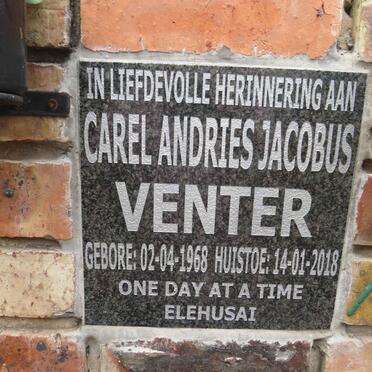 IN LIEFDEVOLLE HERINNERING AAN
CAREL ANDRIES JACOBUS
VENTER
GEBORE: 02-04-1968 HUISTOE: 14-01-2018
ONE DAY AT A TIME
ELEHUSAI